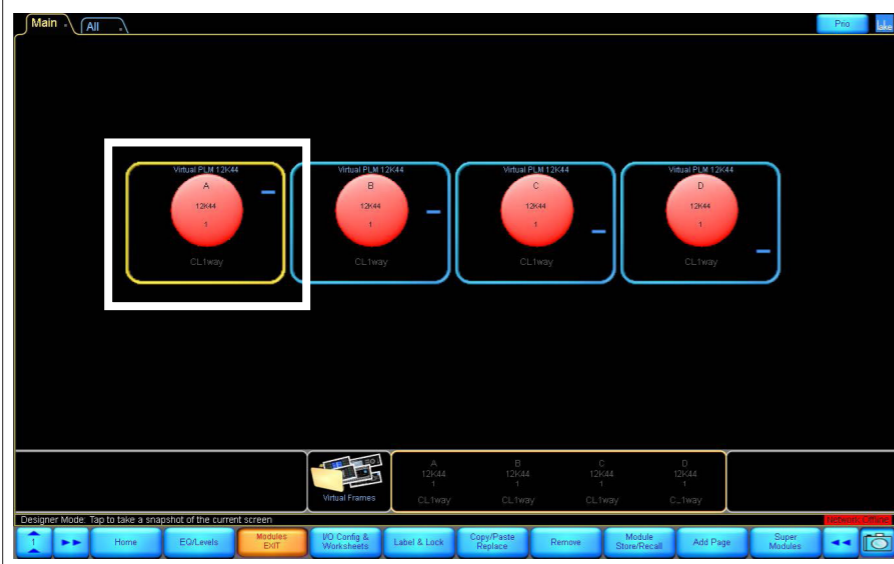 Main
All
Prio
lake
Virtual PLM 12K44
A
12K44
1
CL1way
Virtual PLM 12K44
B
12K44
1
CL1way
Virtual PLM 12K44
C
12K44
1
CL1way
Virtual PLM 12K44
D
12K44
1
CL1way
Virtual Frames
A
12K44
1
CL1way
B
12K44
1
CL1way
C
12K44
1
CL1way
D
12K44
1
CL1way
Designer Mode: Tap to take a snapshot of the current screen
Network Offline
1
Home
EQ/Levels
Modules
EXIT
I/O Config &
Worksheets
Label & Lock
Copy/Paste
Replace
Remove
Module
Store/Recall
Add Page
Super
Modules